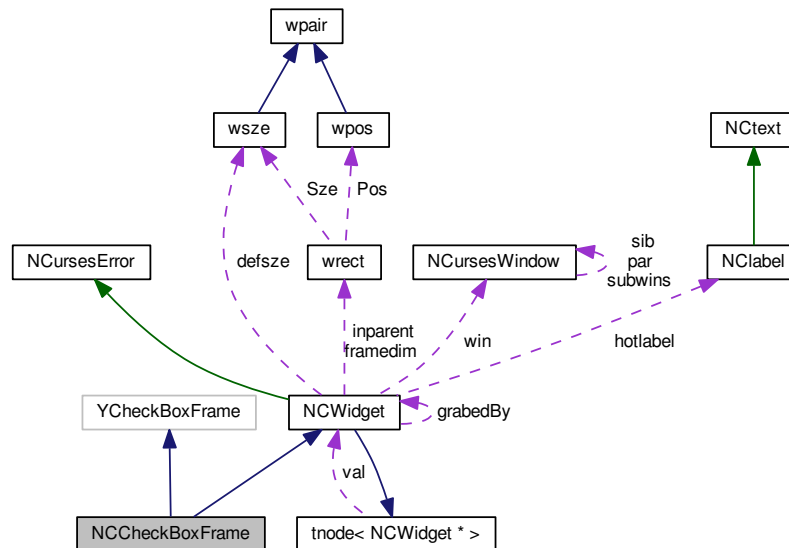 wpair
wsze
wpos
NCtext
Sze
Pos
NCursesError
defsze
wrect
NCursesWindow
sib
par
subwins
NClabel
inparent
framedim
win
hotlabel
YCheckBoxFrame
NCWidget
grabedBy
val
NCCheckBoxFrame
tnode< NCWidget * >